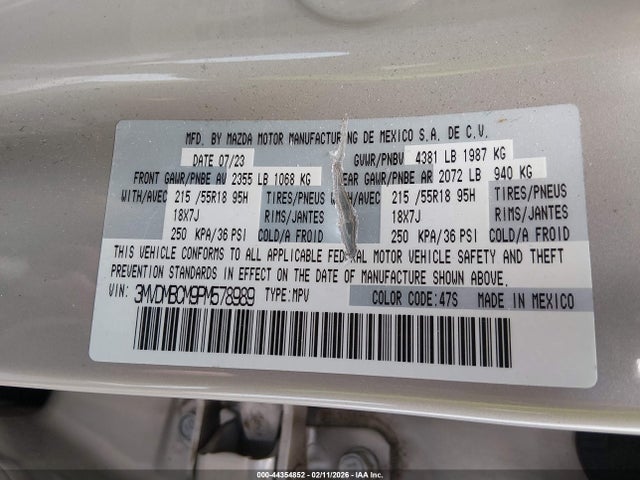 MFD. BY MAZDA MOTOR MANUFACTURING DE MEXICO S.A. DE C.V.
DATE 07/23 GVWR/PNBV 4381 LB 1987 KG
FRONT GAWR/PNBE AV 2355 LB 1068 KG REAR GAWR/PNBE AR 2072 LB 940 KG
WITH/AVEC 215 /55R18 95H TIRES/PNEUS 215 /55R18 95H TIRES/PNEUS
18X7J RIMS/JANTES 18X7J RIMS/JANTES
250 KPA/36 PSI COLD/A FROID 250 KPA/36 PSI COLD/A FROID
THIS VEHICLE CONFORMS TO ALL APPLICABLE FEDERAL MOTOR VEHICLE SAFETY AND THEFT
PREVENTION STANDARDS IN EFFECT ON THE DATE OF MANUFACTURE SHOWN ABOVE.
VIN: 3MVDMBCM9PM578989 TYPE:MPV COLOR CODE:47S MADE IN MEXICO
000-44354852 - 02/11/2026 - IAAI.com